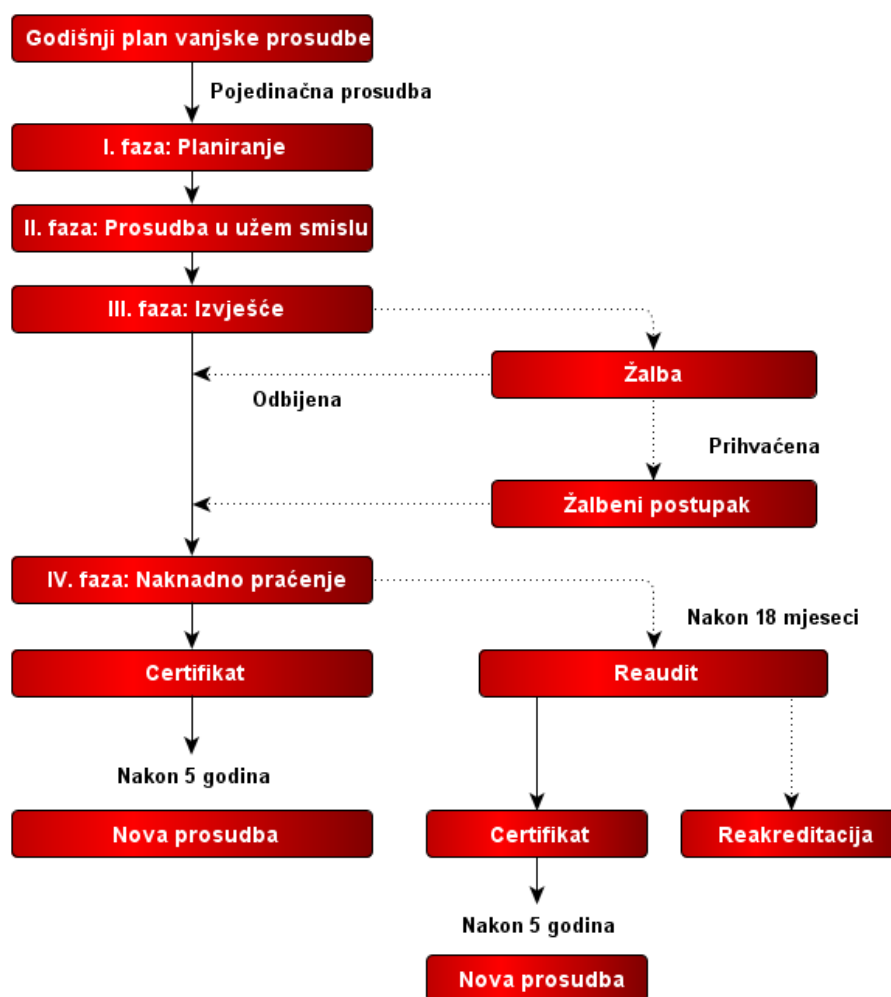 Godišnji plan vanjske prosudbe
Pojedinačna prosudba
I. faza: Planiranje
II. faza: Prosudba u užem smislu
III. faza: Izvješće
Žalba
Odbijena
Prihvaćena
Žalbeni postupak
IV. faza: Naknadno praćenje
Nakon 18 mjeseci
Certifikat
Reaudit
Nakon 5 godina
Nova prosudba
Certifikat
Reakreditacija
Nakon 5 godina
Nova prosudba